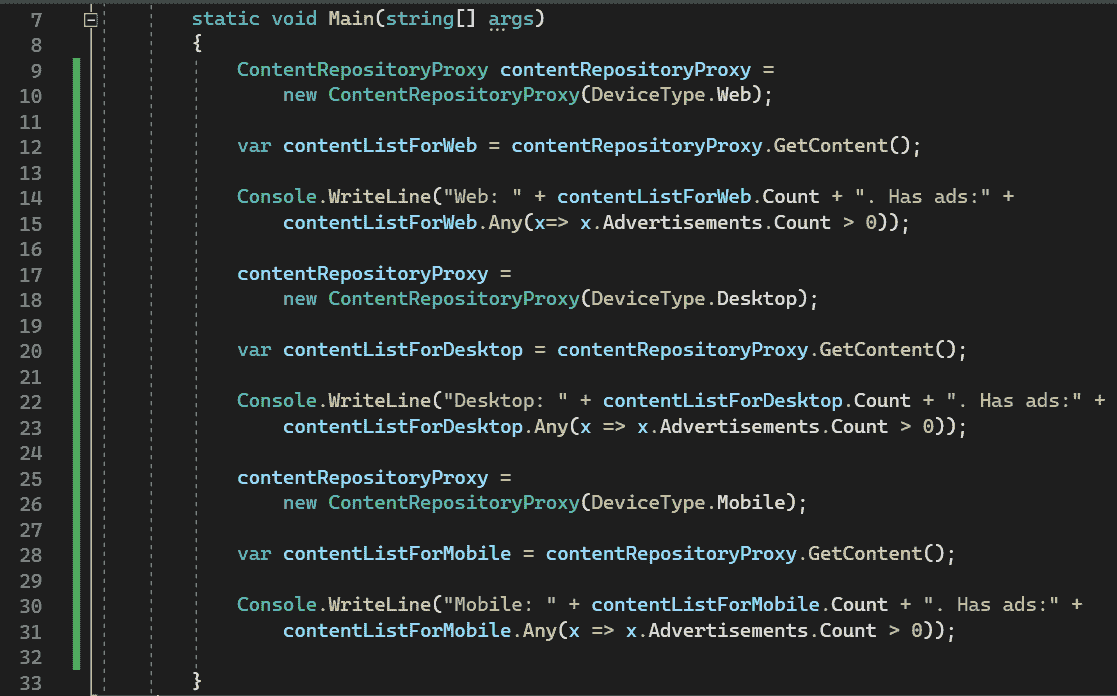 7 static void Main(string[] args)
8 {
9 ContentRepositoryProxy contentRepositoryProxy =
10 new ContentRepositoryProxy(DeviceType.Web);
11
12 var contentListForWeb = contentRepositoryProxy.GetContent();
13
14 Console.WriteLine("Web: " + contentListForWeb.Count + ". Has ads:" +
15 contentListForWeb.Any(x=> x.Advertisements.Count > 0));
16
17 contentRepositoryProxy =
18 new ContentRepositoryProxy(DeviceType.Desktop);
19
20 var contentListForDesktop = contentRepositoryProxy.GetContent();
21
22 Console.WriteLine("Desktop: " + contentListForDesktop.Count + ". Has ads:" +
23 contentListForDesktop.Any(x => x.Advertisements.Count > 0));
24
25 contentRepositoryProxy =
26 new ContentRepositoryProxy(DeviceType.Mobile);
27
28 var contentListForMobile = contentRepositoryProxy.GetContent();
29
30 Console.WriteLine("Mobile: " + contentListForMobile.Count + ". Has ads:" +
31 contentListForMobile.Any(x => x.Advertisements.Count > 0));
32
33 }